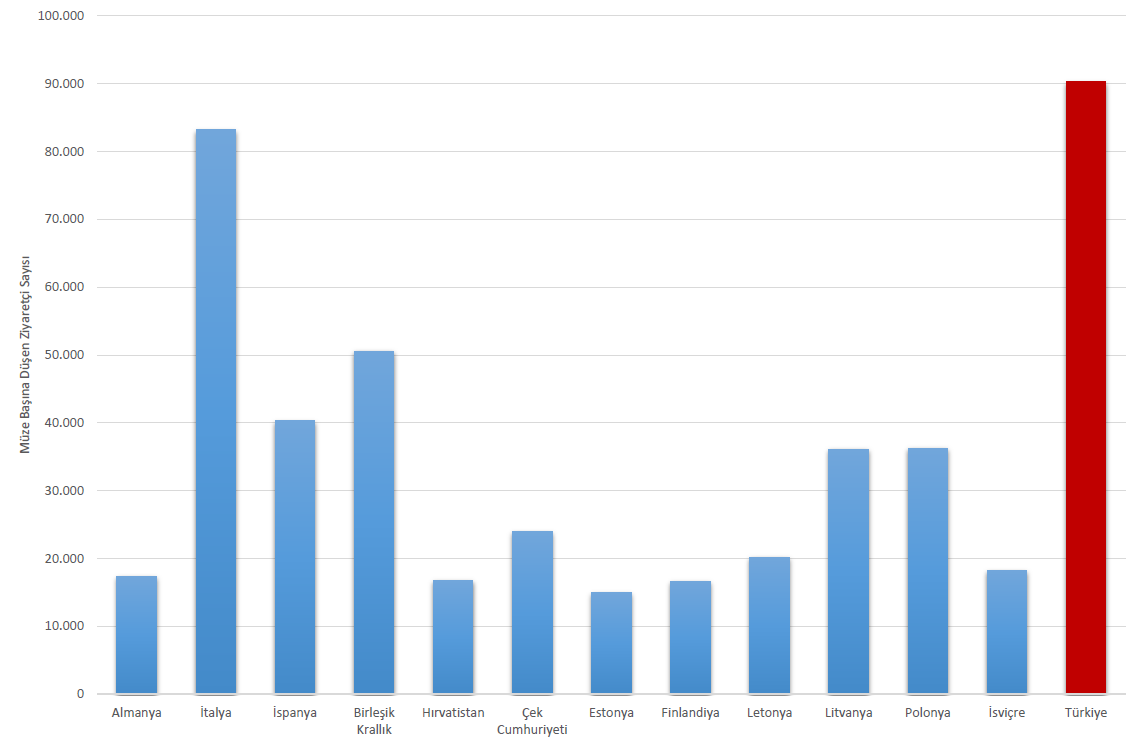 100.000
90.000
80.000
70.000
60.000
50.000
40.000
30.000
20.000
10.000
0
Müze Başına Düşen Ziyaretçi Sayısı
Almanya
İtalya
İspanya
Birleşik
Krallık
Hırvatistan
Çek
Cumhuriyeti
Estonya
Finlandiya
Letonya
Litvanya
Polonya
İsviçre
Türkiye